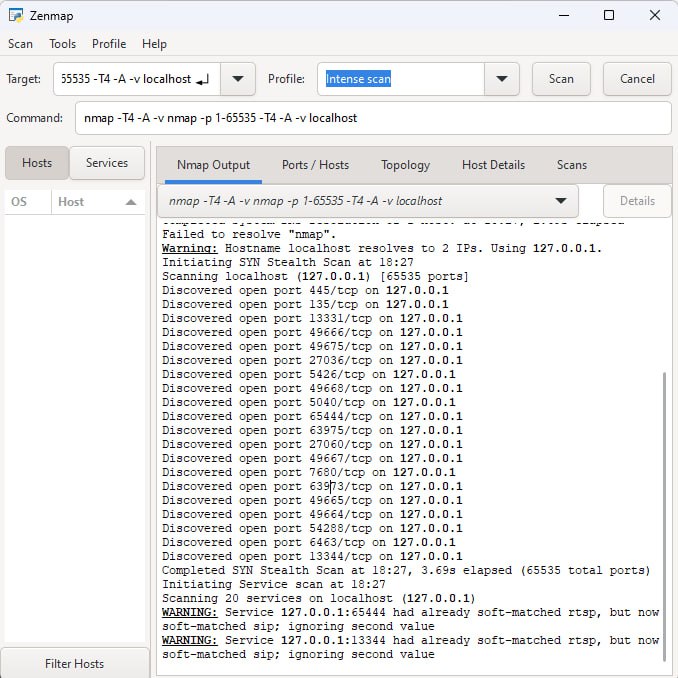 Zenmap
Scan Tools Profile Help
Target: 55535 -T4 -A -v localhost Profile: Intense scan Scan Cancel
Command: nmap -T4 -A -v nmap -p 1-65535 -T4 -A -v localhost
Hosts Services
Nmap Output Ports / Hosts Topology Host Details Scans
OS Host
nmap -T4 -A -v nmap -p 1-65535 -T4 -A -v localhost Details
Failed to resolve "nmap".
Warning: Hostname localhost resolves to 2 IPs. Using 127.0.0.1.
Initiating SYN Stealth Scan at 18:27
Scanning localhost (127.0.0.1) [65535 ports]
Discovered open port 445/tcp on 127.0.0.1
Discovered open port 135/tcp on 127.0.0.1
Discovered open port 13331/tcp on 127.0.0.1
Discovered open port 49666/tcp on 127.0.0.1
Discovered open port 49675/tcp on 127.0.0.1
Discovered open port 27036/tcp on 127.0.0.1
Discovered open port 5426/tcp on 127.0.0.1
Discovered open port 49668/tcp on 127.0.0.1
Discovered open port 5040/tcp on 127.0.0.1
Discovered open port 65444/tcp on 127.0.0.1
Discovered open port 63975/tcp on 127.0.0.1
Discovered open port 27060/tcp on 127.0.0.1
Discovered open port 49667/tcp on 127.0.0.1
Discovered open port 7680/tcp on 127.0.0.1
Discovered open port 63973/tcp on 127.0.0.1
Discovered open port 49665/tcp on 127.0.0.1
Discovered open port 49664/tcp on 127.0.0.1
Discovered open port 54288/tcp on 127.0.0.1
Discovered open port 6463/tcp on 127.0.0.1
Discovered open port 13344/tcp on 127.0.0.1
Completed SYN Stealth Scan at 18:27, 3.69s elapsed (65535 total ports)
Initiating Service scan at 18:27
Scanning 20 services on localhost (127.0.0.1)
WARNING: Service 127.0.0.1:65444 had already soft-matched rtsp, but now
soft-matched sip; ignoring second value
WARNING: Service 127.0.0.1:13344 had already soft-matched rtsp, but now
soft-matched sip; ignoring second value
Filter Hosts